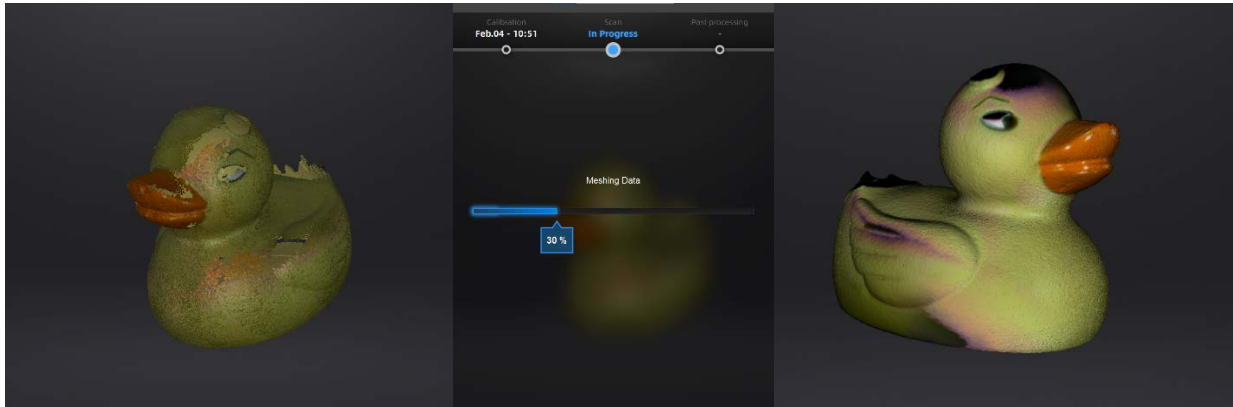 Calibration
Scan
Post processing
Feb.04 - 10:51
In Progress
-
Meshing Data
30 %